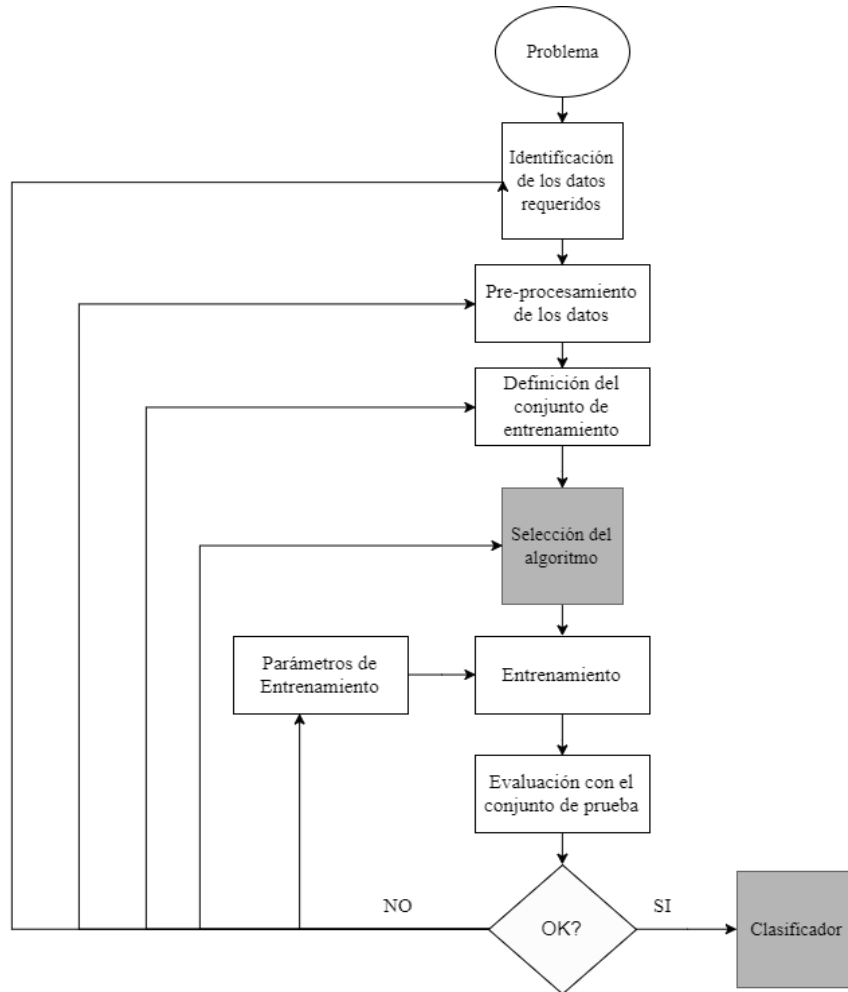 Problema
Identificación
de los datos
requeridos
Pre-procesamiento
de los datos
Definición del
conjunto de
entrenamiento
Selección del
algoritmo
Parámetros de
Entrenamiento
Entrenamiento
Evaluación con el
conjunto de prueba
NO
OK?
SI
Clasificador